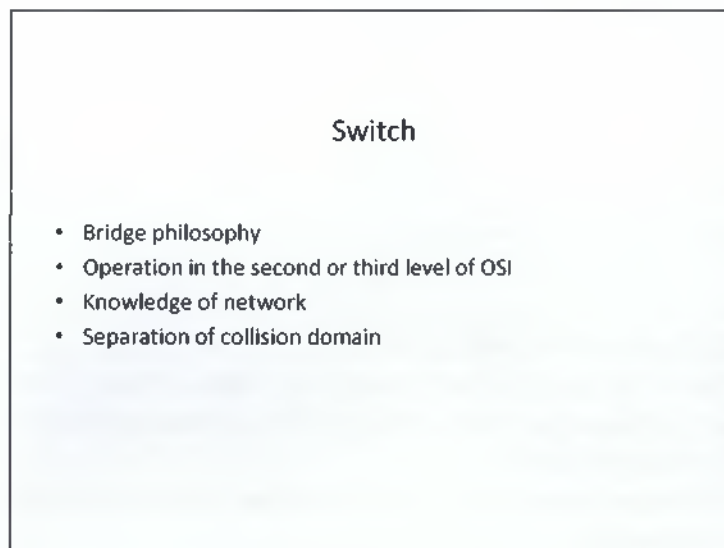 Switch
• Bridge philosophy
• Operation in the second or third level of OSI
• Knowledge of network
• Separation of collision domain